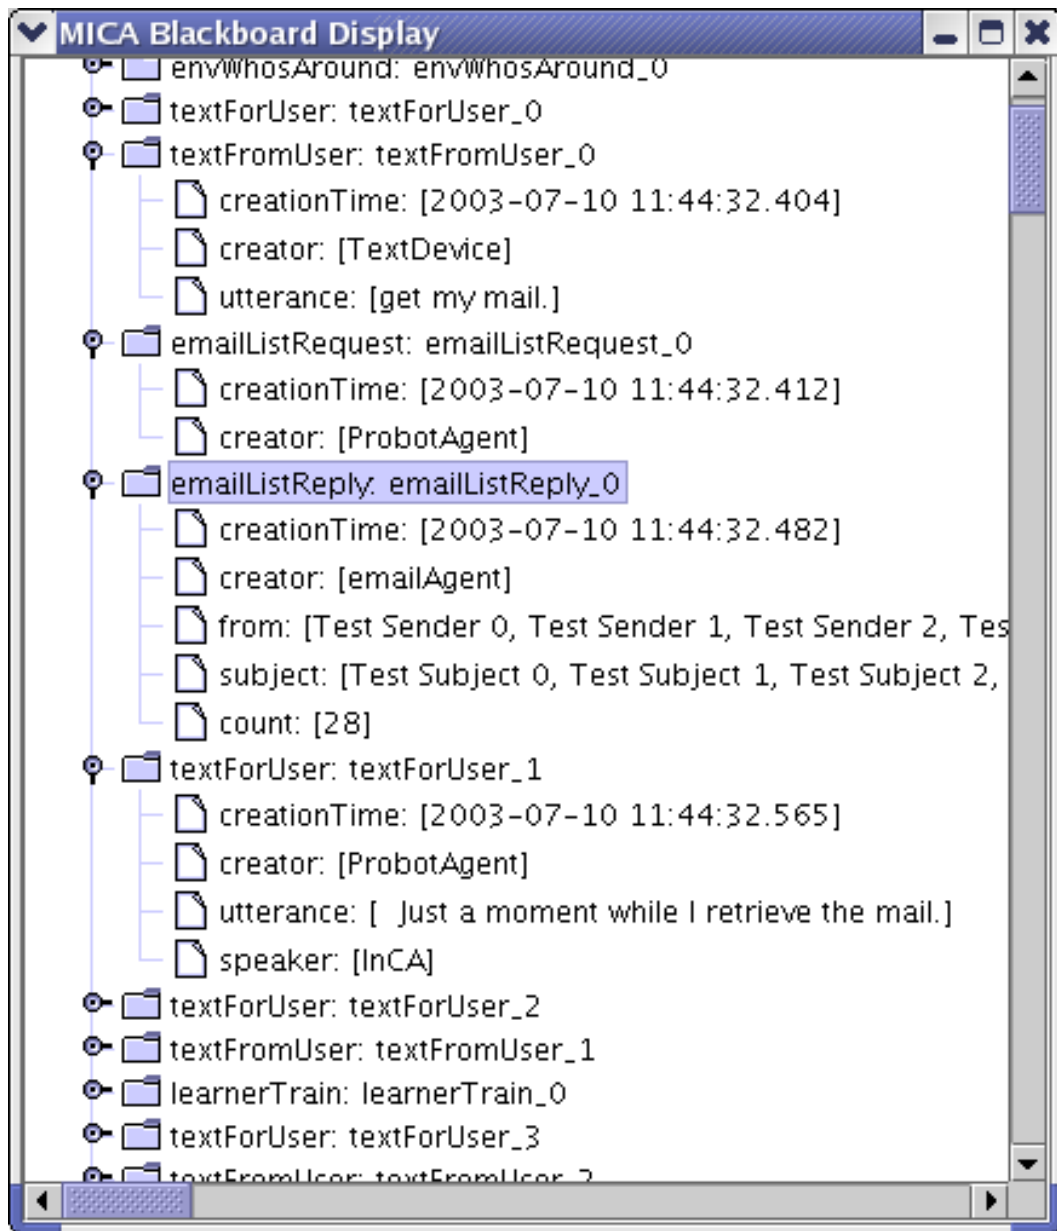 MICA Blackboard Display
envWhosAround: envWhosAround_0
textForUser: textForUser_0
textFromUser: textFromUser_0
creationTime: [2003-07-10 11:44:32.404]
creator: [TextDevice]
utterance: [get my mail.]
emailListRequest: emailListRequest_0
creationTime: [2003-07-10 11:44:32.412]
creator: [ProbotAgent]
emailListReply: emailListReply_0
creationTime: [2003-07-10 11:44:32.482]
creator: [emailAgent]
from: [Test Sender 0, Test Sender 1, Test Sender 2, Tes
subject: [Test Subject 0, Test Subject 1, Test Subject 2,
count: [28]
textForUser: textForUser_1
creationTime: [2003-07-10 11:44:32.565]
creator: [ProbotAgent]
utterance: [  Just a moment while I retrieve the mail.]
speaker: [InCA]
textForUser: textForUser_2
textFromUser: textFromUser_1
learnerTrain: learnerTrain_0
textForUser: textForUser_3
textFromUser: textFromUser_2